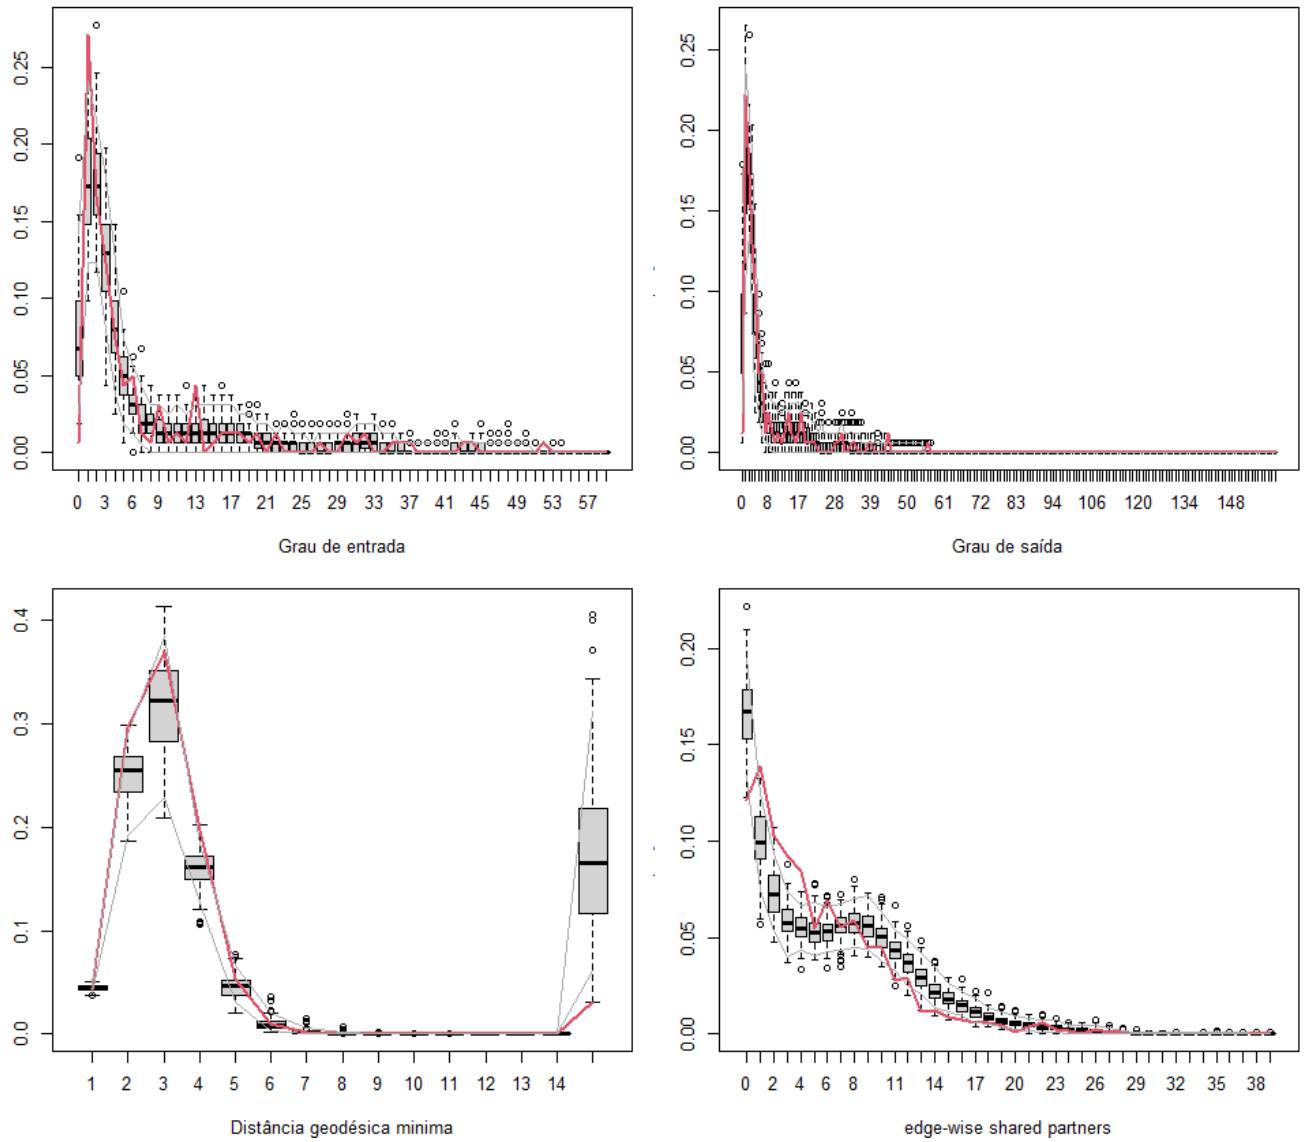 0.25
0.20
0.15
0.10
0.05
0.00
0 3 6 9 13 17 21 25 29 33 37 41 45 49 53 57
Grau de entrada
0.25
0.20
0.15
0.10
0.05
0.00
0 8 17 28 39 50 61 72 83 94 106 120 134 148
Grau de saída
0.4
0.3
0.2
0.1
0.0
1 2 3 4 5 6 7 8 9 10 11 12 13 14
Distância geodésica minima
0.20
0.15
0.10
0.05
0.00
0 2 4 6 8 11 14 17 20 23 26 29 32 35 38
edge-wise shared partners